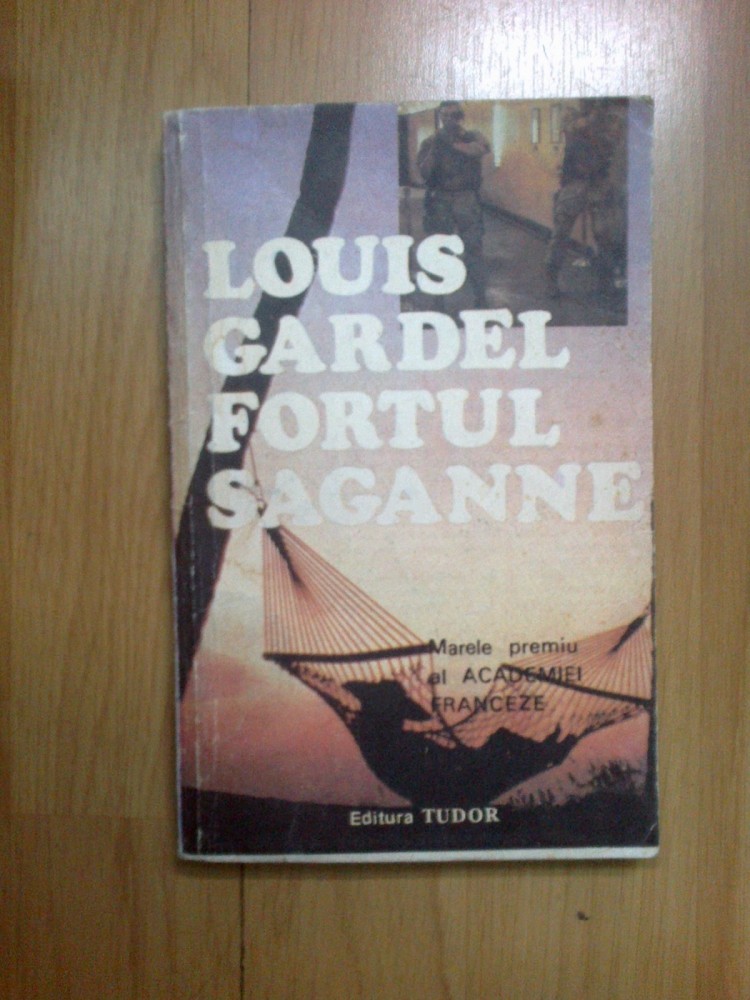 LOUIS
GARDEL
FORTUL
SAGANNE
Marele premiu
al ACADEMIEI
FRANCEZE
Editura TUDOR